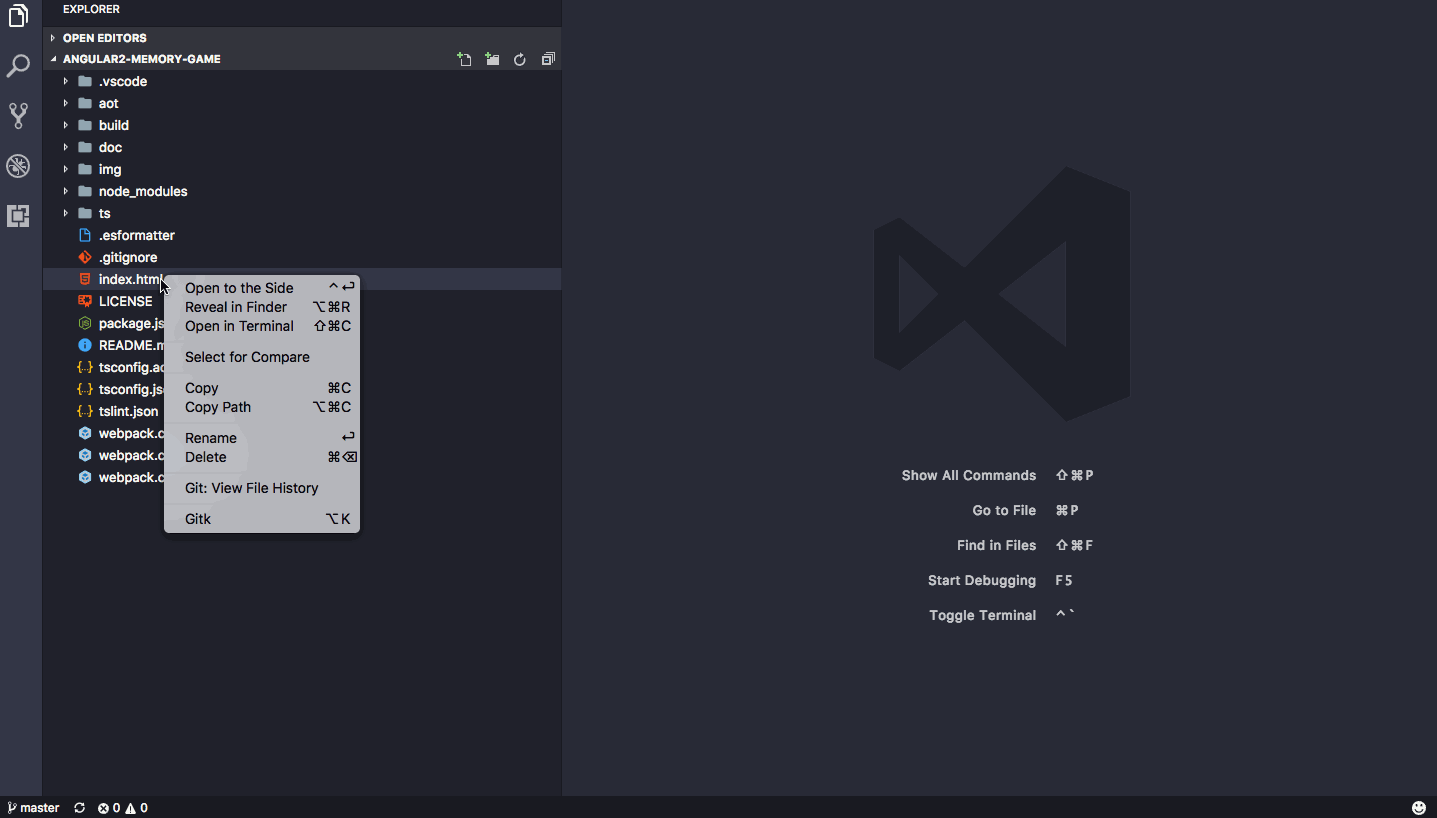 EXPLORER
OPEN EDITORS
ANGULAR2-MEMORY-GAME
.vscode
aot
build
doc
img
node_modules
ts
.esformatter
.gitignore
index.html
LICENSE
package.js
README.m
tsconfig.ao
tsconfig.js
tslint.json
webpack.c
webpack.c
webpack.c
Open to the Side ^↩
Reveal in Finder ⌥⌘R
Open in Terminal ⇧⌘C
Select for Compare
Copy ⌘C
Copy Path ⌥⌘C
Rename ↩
Delete ⌘⌫
Git: View File History
Gitk ⌥K
Show All Commands ⇧⌘P
Go to File ⌘P
Find in Files ⇧⌘F
Start Debugging F5
Toggle Terminal ^`
master 0 0